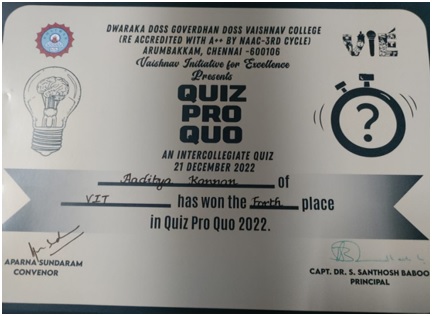 DWARAKA DOSS GOVERDHAN DOSS VAISHNAV COLLEGE
(RE ACCREDITED WITH A++ BY NAAC-3RD CYCLE)
ARUMBAKKAM, CHENNAI -600106
Vaishnav Initiative for Excellence
Presents
VIE
QUIZ
PRO
QUO
?
AN INTERCOLLEGIATE QUIZ
21 DECEMBER 2022
Aaditya Kannan of
VIT has won the Forth place
in Quiz Pro Quo 2022.
APARNA SUNDARAM
CONVENOR
CAPT. DR. S. SANTHOSH BABOO
PRINCIPAL